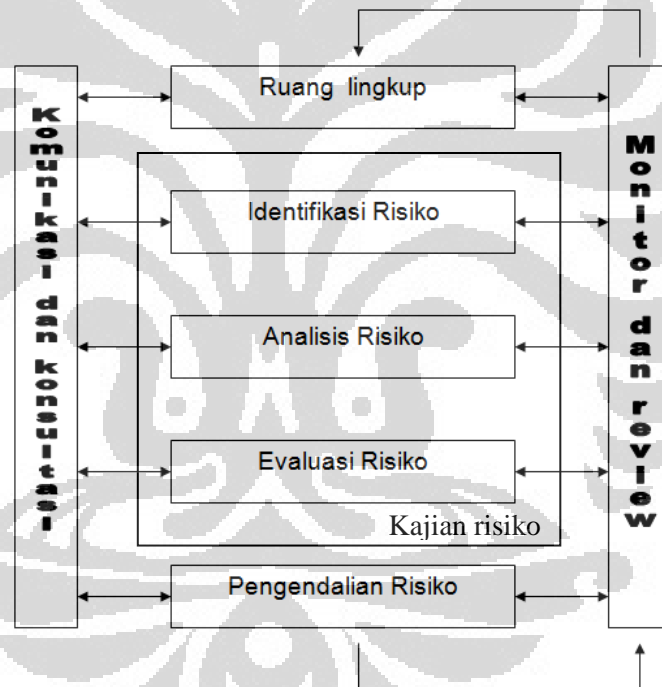 Ruang lingkup
Komunikasi dan konsultasi
Identifikasi Risiko
Analisis Risiko
Evaluasi Risiko
Kajian risiko
Pengendalian Risiko
Monitor dan review